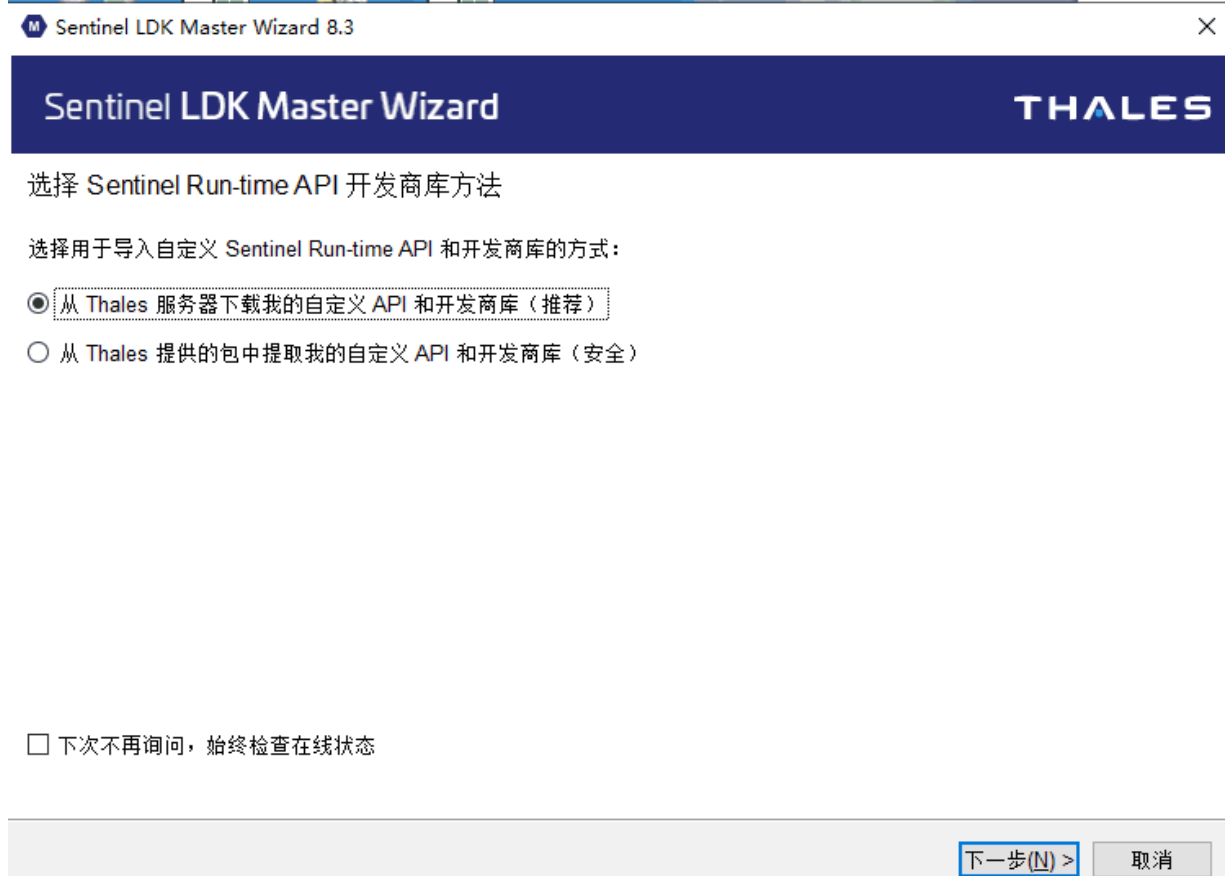 Sentinel LDK Master Wizard 8.3
Sentinel LDK Master Wizard
THALES
选择 Sentinel Run-time API 开发商库方法
选择用于导入自定义 Sentinel Run-time API 和开发商库的方式：
从 Thales 服务器下载我的自定义 API 和开发商库（推荐）
从 Thales 提供的包中提取我的自定义 API 和开发商库（安全）
下次不再询问，始终检查在线状态
下一步(N) >
取消